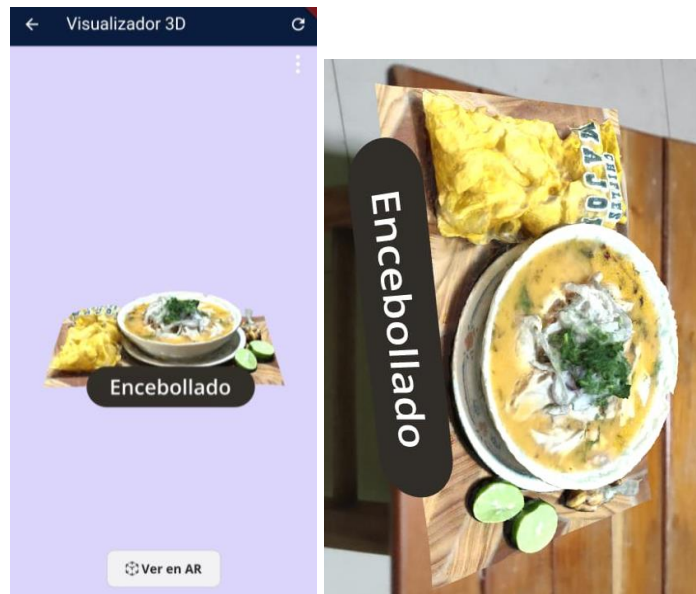 Visualizador 3D
Encebollado
Ver en AR
CHIFLES
Encebollado